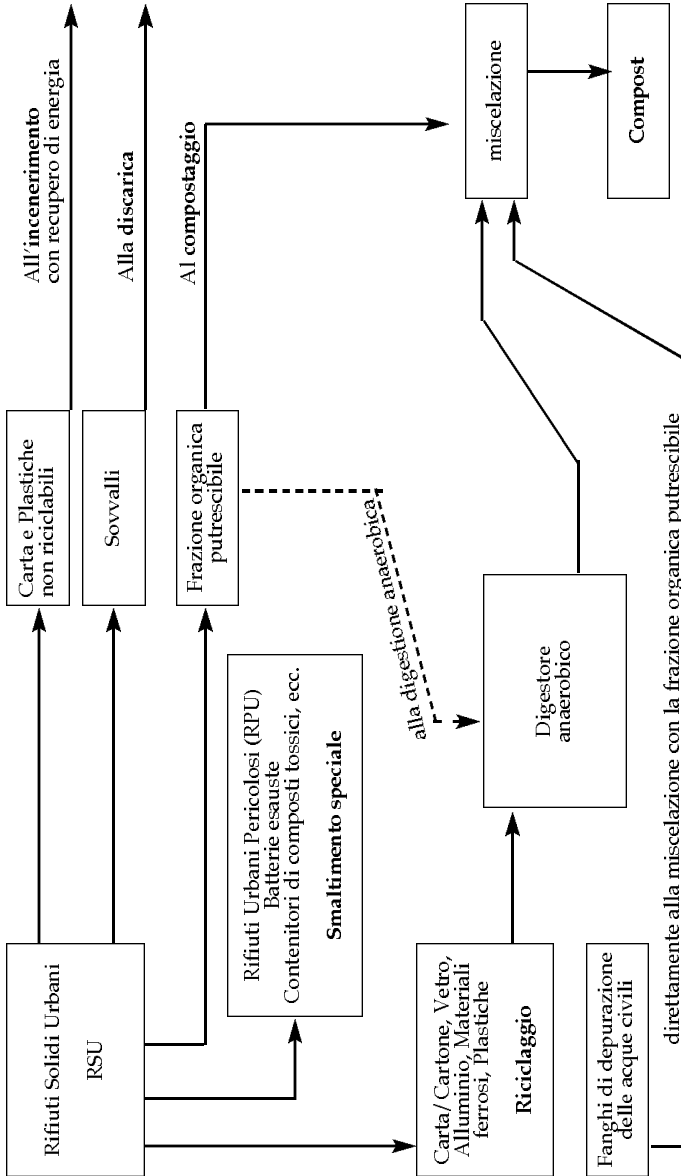 Rifiuti Solidi Urbani
RSU
Carta e Plastiche
non riciclabili
All'incenerimento
con recupero di energia
Sovvalli
Alla discarica
Frazione organica
putrescibile
Al compostaggio
Rifiuti Urbani Pericolosi (RPU)
Batterie esauste
Contenitori di composti tossici, ecc.
Smaltimento speciale
alla digestione anaerobica
Carta/Cartone, Vetro,
Alluminio, Materiali
ferrosi, Plastiche
Riciclaggio
Digestore
anaerobico
miscelazione
Compost
Fanghi di depurazione
delle acque civili
direttamente alla miscelazione con la frazione organica putrescibile